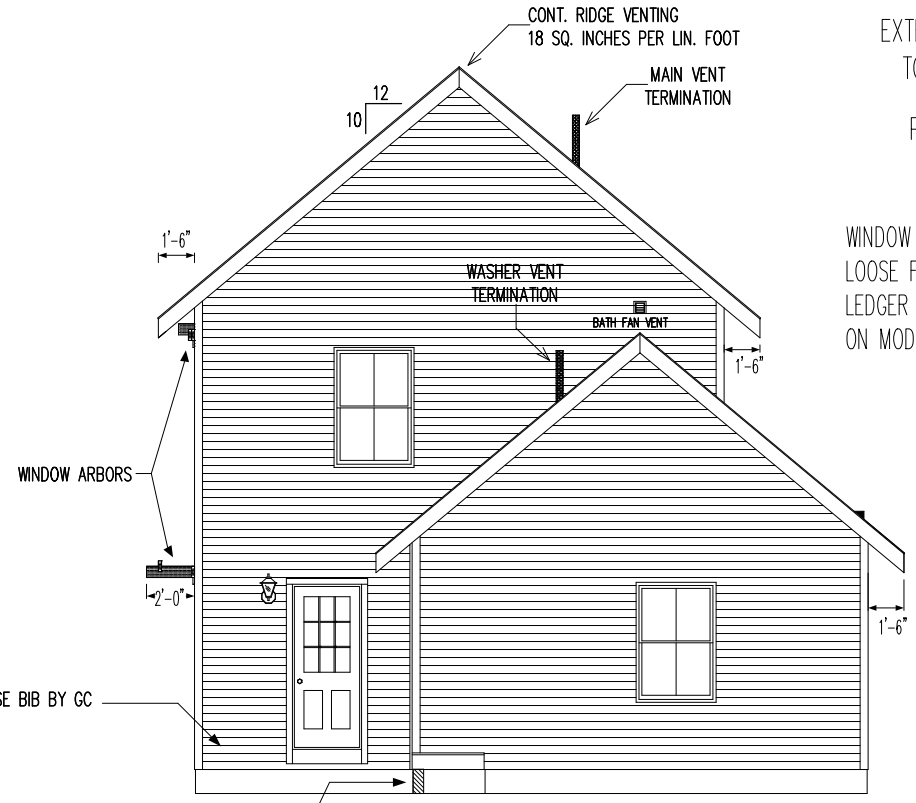 CONT. RIDGE VENTING
18 SQ. INCHES PER LIN. FOOT
MAIN VENT
TERMINATION
12
10
1'-6"
WASHER VENT
TERMINATION
BATH FAN VENT
1'-6"
WINDOW
LOOSE
LEDGER
ON MOD
WINDOW ARBORS
2'-0"
1'-6"
BIB BY GC